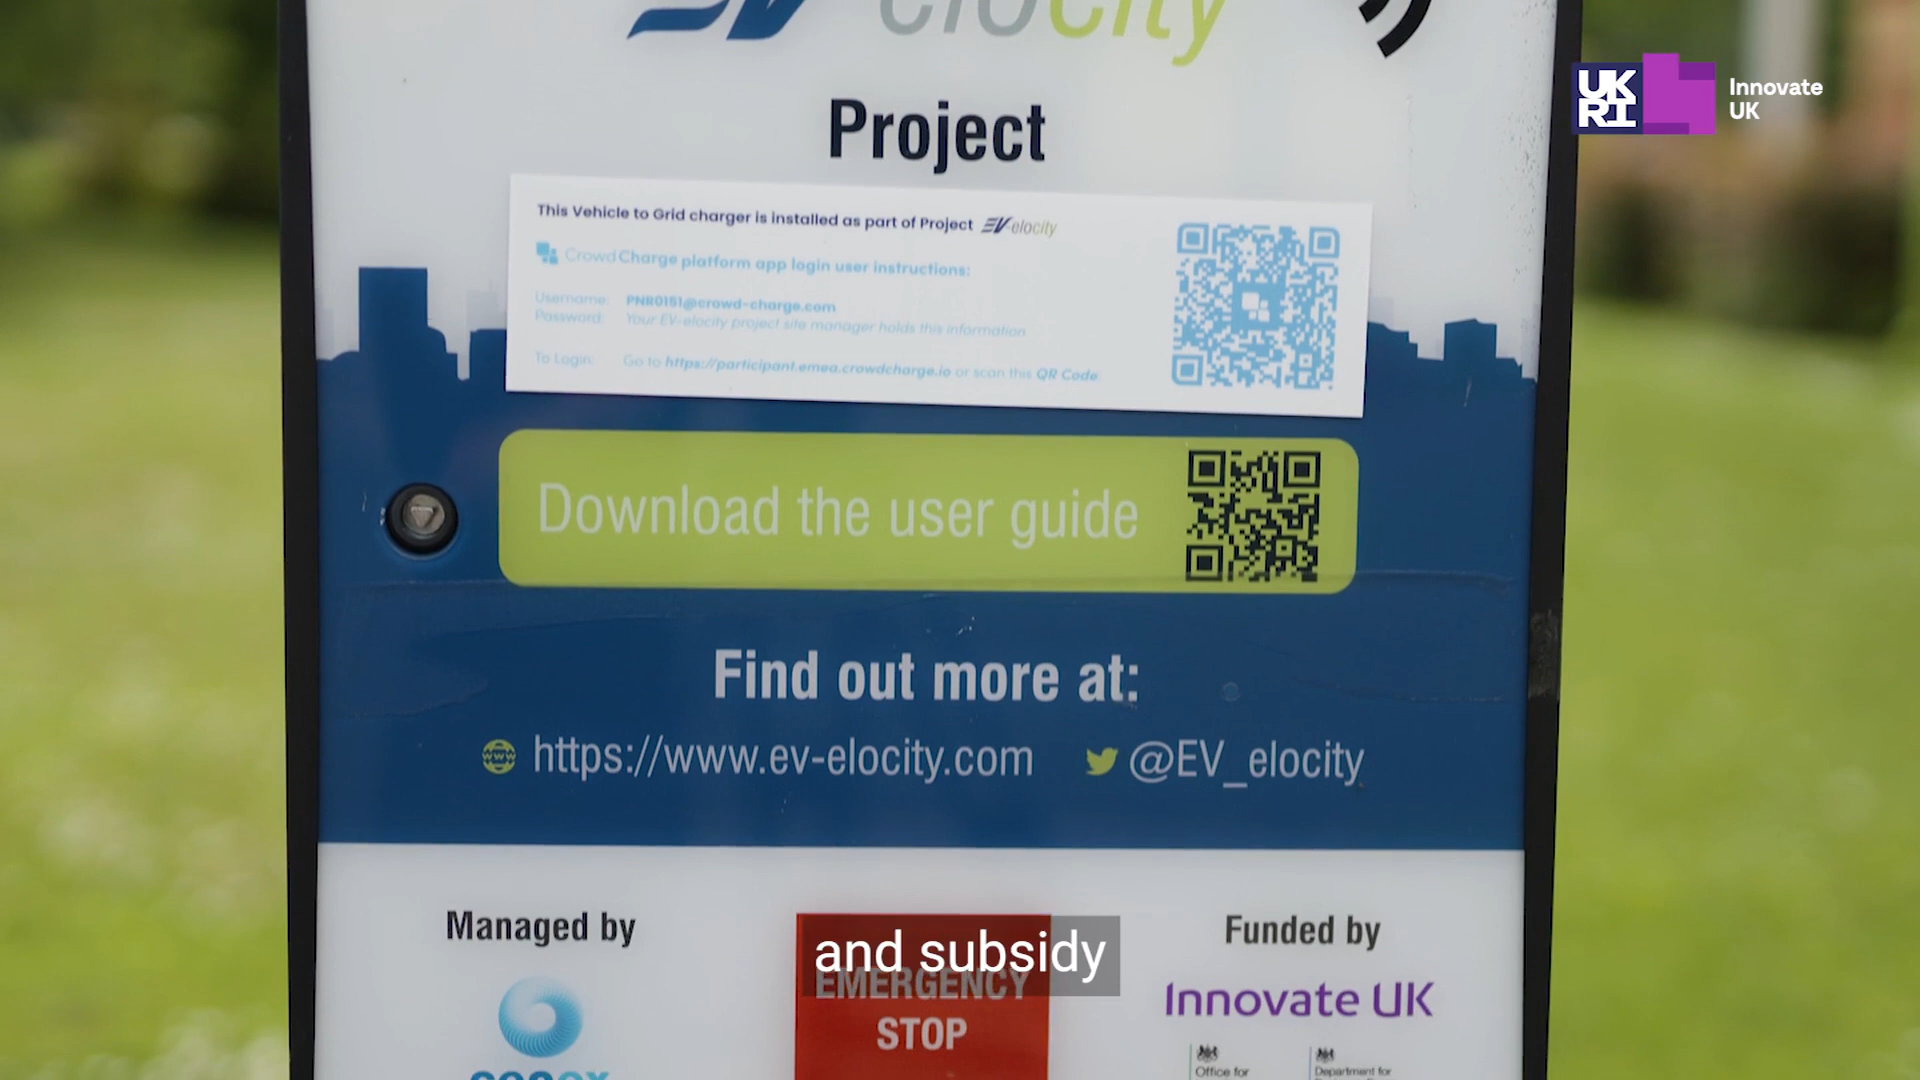 EV elocity
Project
UK
RI
Innovate
UK
This Vehicle to Grid charger is installed as part of Project EV-elocity
CrowdCharge platform app login user instructions:
Username: PNR0151@crowd-charge.com
Password: Your EV-elocity project site manager holds this information
To Login: Go to https://participant.emea.crowdcharge.io or scan this QR Code
Download the user guide
Find out more at:
www https://www.ev-elocity.com @EV_elocity
Managed by
Funded by
and subsidy
EMERGENCY
STOP
Innovate UK
Office for
Department for